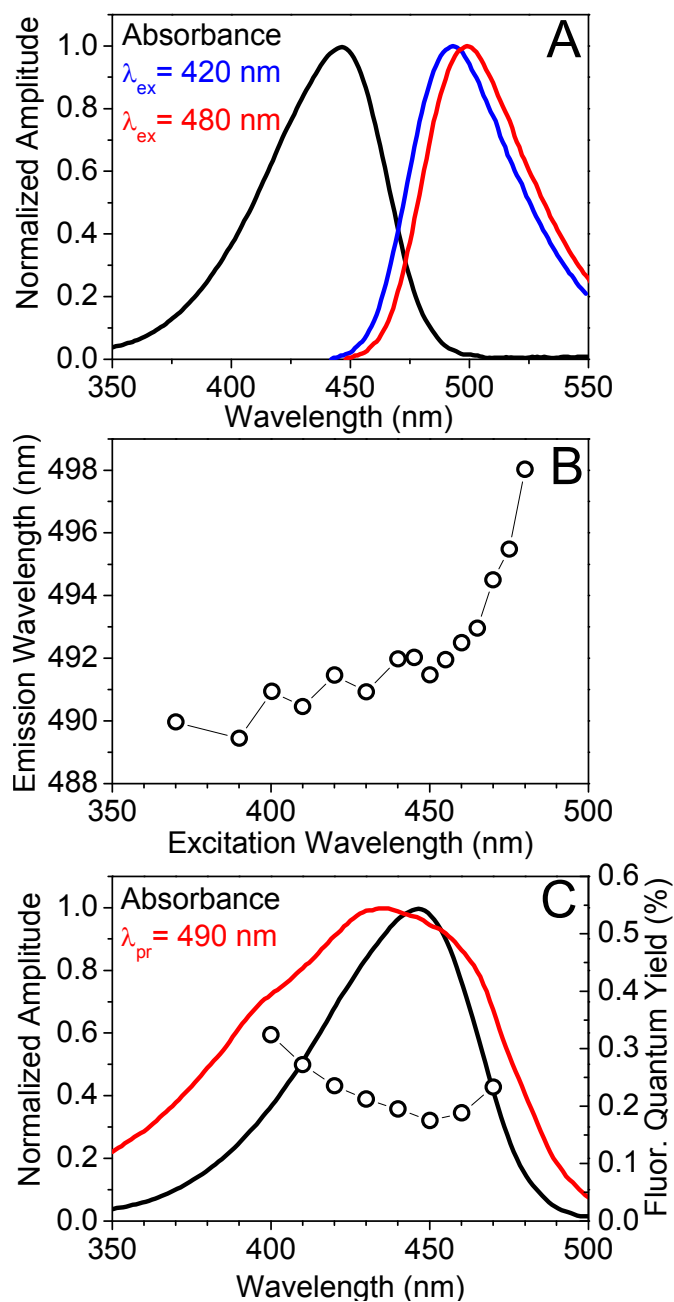 A
Absorbance
λex= 420 nm
λex= 480 nm
Normalized Amplitude
1.0
0.8
0.6
0.4
0.2
0.0
350 400 450 500 550
Wavelength (nm)
B
Emission Wavelength (nm)
498
496
494
492
490
488
350 400 450 500
Excitation Wavelength (nm)
C
Absorbance
λpr= 490 nm
Normalized Amplitude
1.0
0.8
0.6
0.4
0.2
0.0
Fluor. Quantum Yield (%)
0.6
0.5
0.4
0.3
0.2
0.1
0.0
350 400 450 500
Wavelength (nm)